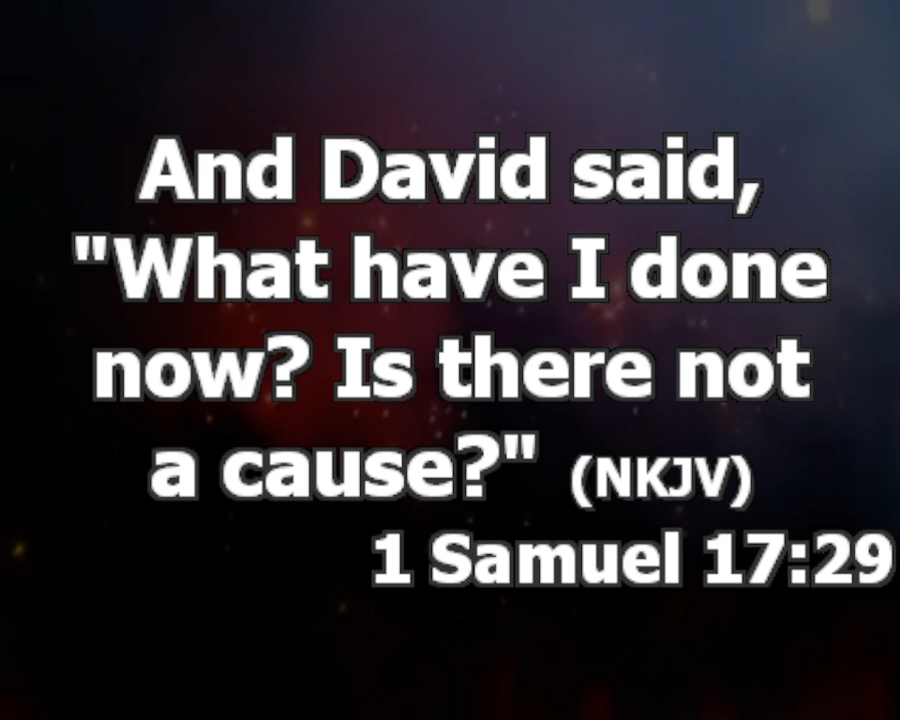 And David said,
"What have I done
now? Is there not
a cause?" (NKJV)
1 Samuel 17:29